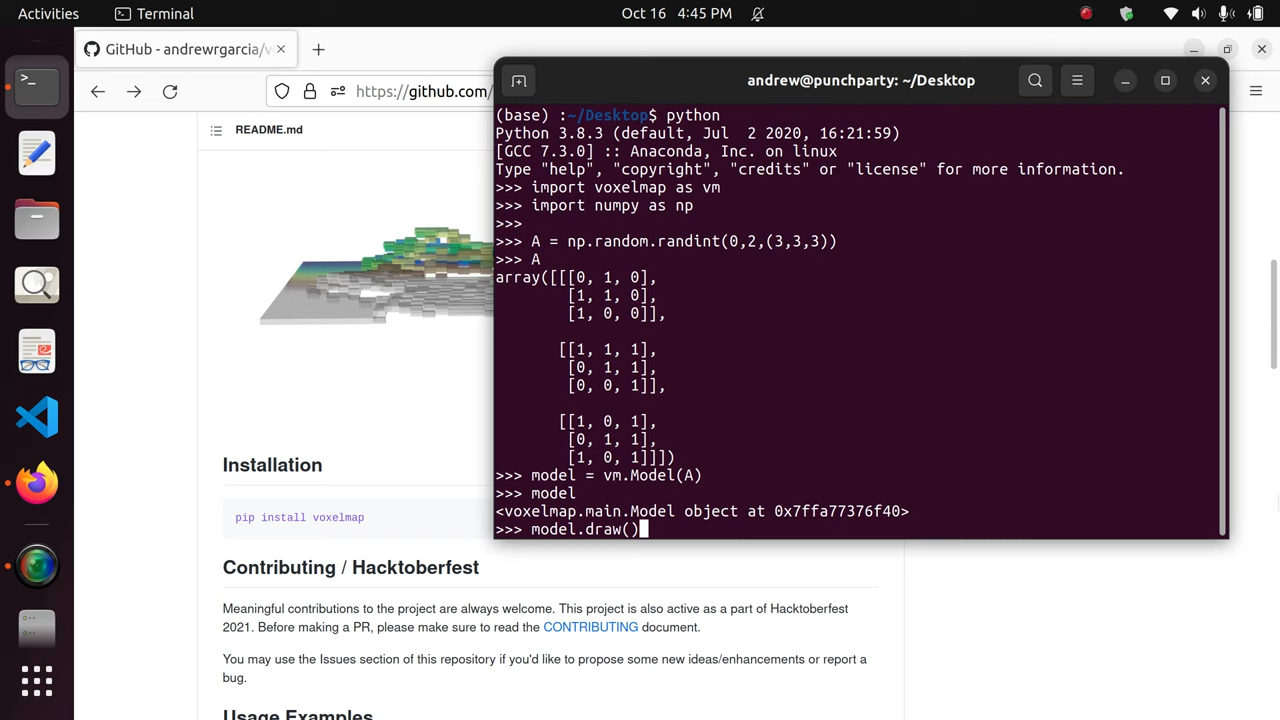 Activities
Terminal
Oct 16 4:45 PM
GitHub - andrewrgarcia/v
https://github.com/
README.md
Installation
pip install voxelmap
Contributing / Hacktoberfest
Meaningful contributions to the project are always welcome. This project is also active as a part of Hacktoberfest
2021. Before making a PR, please make sure to read the CONTRIBUTING document.
You may use the Issues section of this repository if you'd like to propose some new ideas/enhancements or report a
bug.
Usage Examples
andrew@punchparty: ~/Desktop
(base) :~/Desktop$ python
Python 3.8.3 (default, Jul  2 2020, 16:21:59)
[GCC 7.3.0] :: Anaconda, Inc. on linux
Type "help", "copyright", "credits" or "license" for more information.
>>> import voxelmap as vm
>>> import numpy as np
>>>
>>> A = np.random.randint(0,2,(3,3,3))
>>> A
array([[[0, 1, 0],
        [1, 1, 0],
        [1, 0, 0]],
       [[1, 1, 1],
        [0, 1, 1],
        [0, 0, 1]],
       [[1, 0, 1],
        [0, 1, 1],
        [1, 0, 1]]])
>>> model = vm.Model(A)
>>> model
<voxelmap.main.Model object at 0x7ffa77376f40>
>>> model.draw()